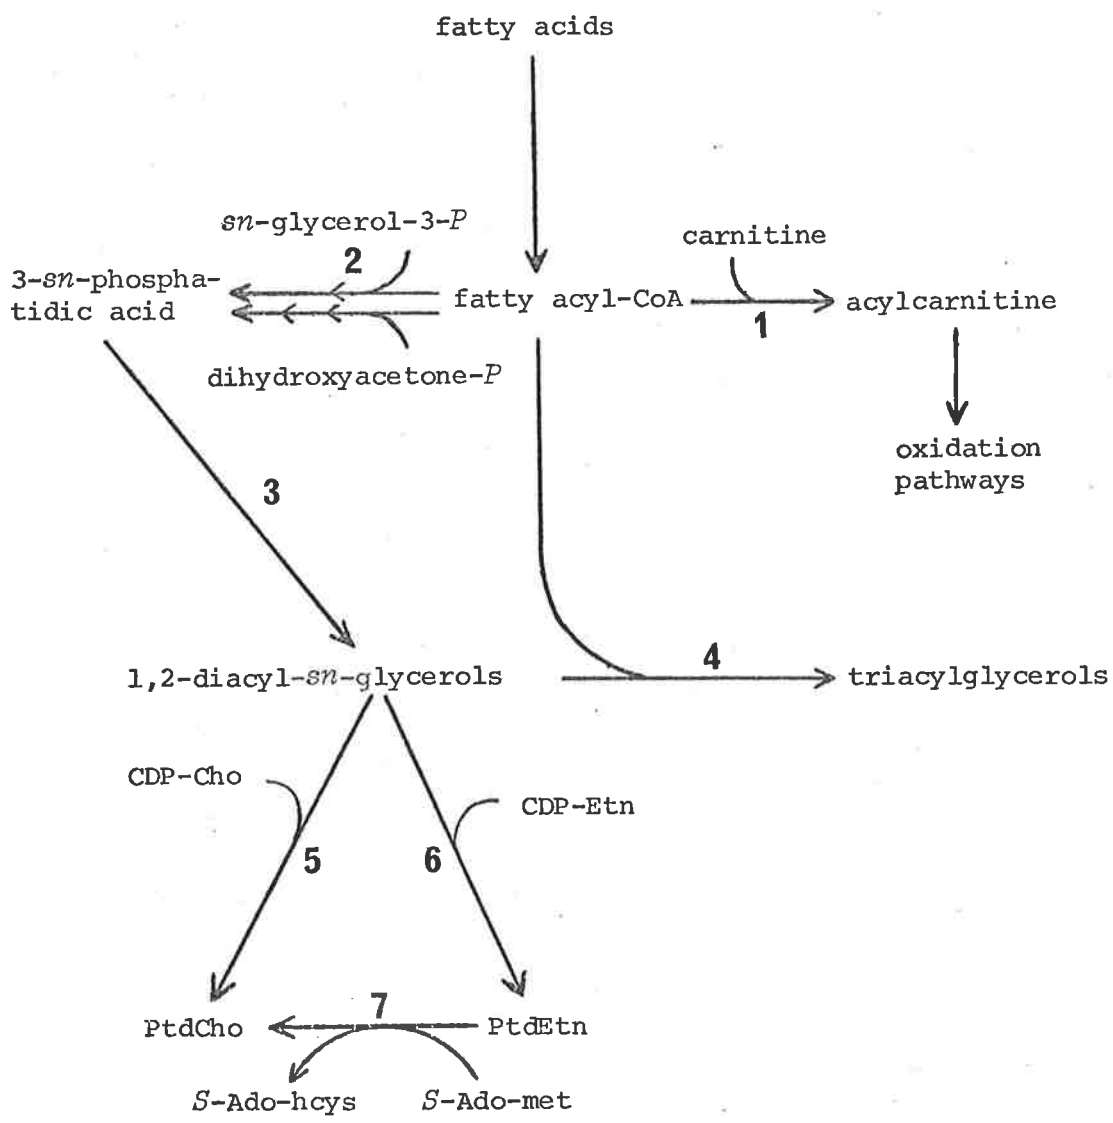 fatty acids
sn-glycerol-3-P
carnitine
2
3-sn-phospha-
tidic acid
fatty acyl-CoA
acylcarnitine
1
dihydroxyacetone-P
oxidation
pathways
3
4
1,2-diacyl-sn-glycerols
triacylglycerols
CDP-Cho
CDP-Etn
5
6
7
PtdCho
PtdEtn
S-Ado-hcys
S-Ado-met